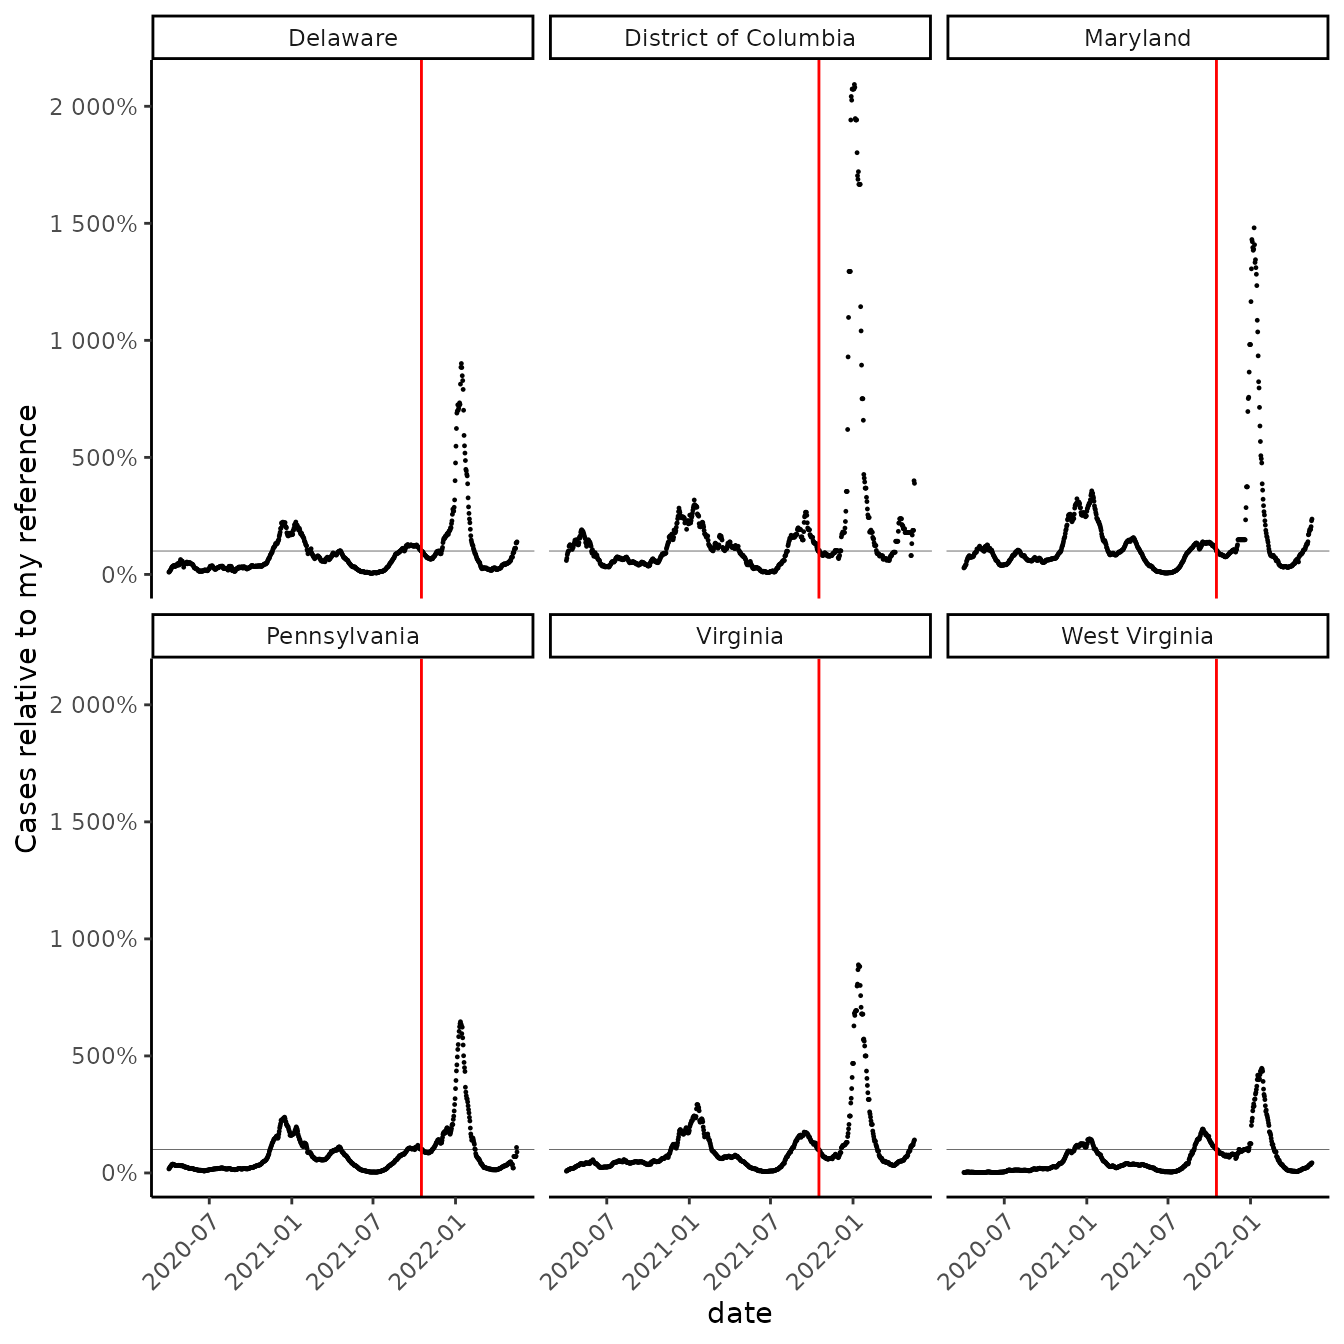 Delaware
District of Columbia
Maryland
2 000%
1 500%
1 000%
500%
0%
Pennsylvania
Virginia
West Virginia
2 000%
1 500%
1 000%
500%
0%
Cases relative to my reference
2020-07
2021-01
2021-07
2022-01
2020-07
2021-01
2021-07
2022-01
2020-07
2021-01
2021-07
2022-01
date